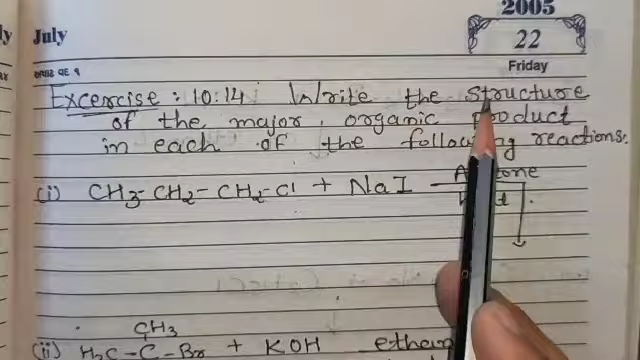 2005
July
22
Friday
Excercise : 10:14 Write the structure
of the major organic product
in each of the following reactions.
(i) CH3-CH2-CH2-Cl + NaI
CH3
(ii) H3C-C-Br + KOH